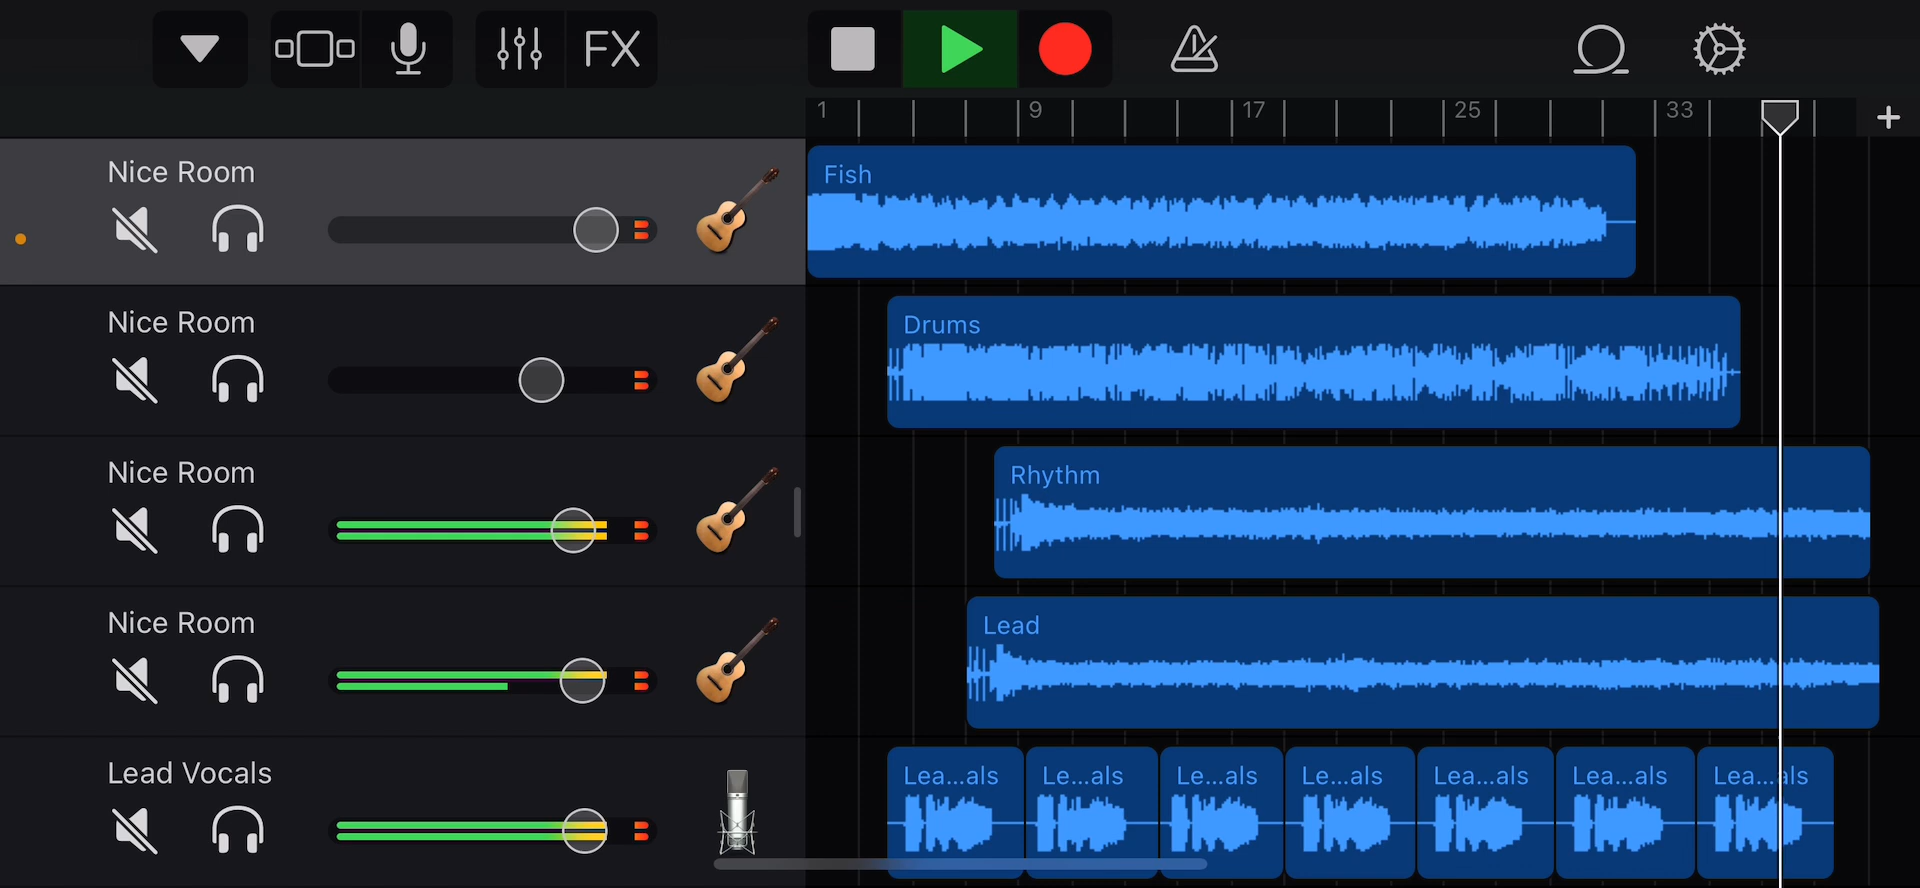 FX
1 9 17 25 33
Nice Room
Fish
Nice Room
Drums
Nice Room
Rhythm
Nice Room
Lead
Lead Vocals
Lea...als Le...als Le...als Le...als Lea...als Lea...als Lea...als